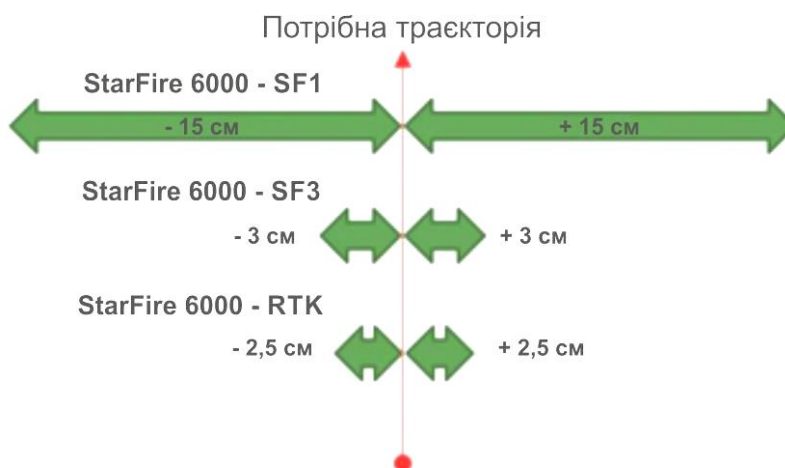 Потрібна траєкторія
StarFire 6000 - SF1
- 15 см
+ 15 см
StarFire 6000 - SF3
- 3 см
+ 3 см
StarFire 6000 - RTK
- 2,5 см
+ 2,5 см